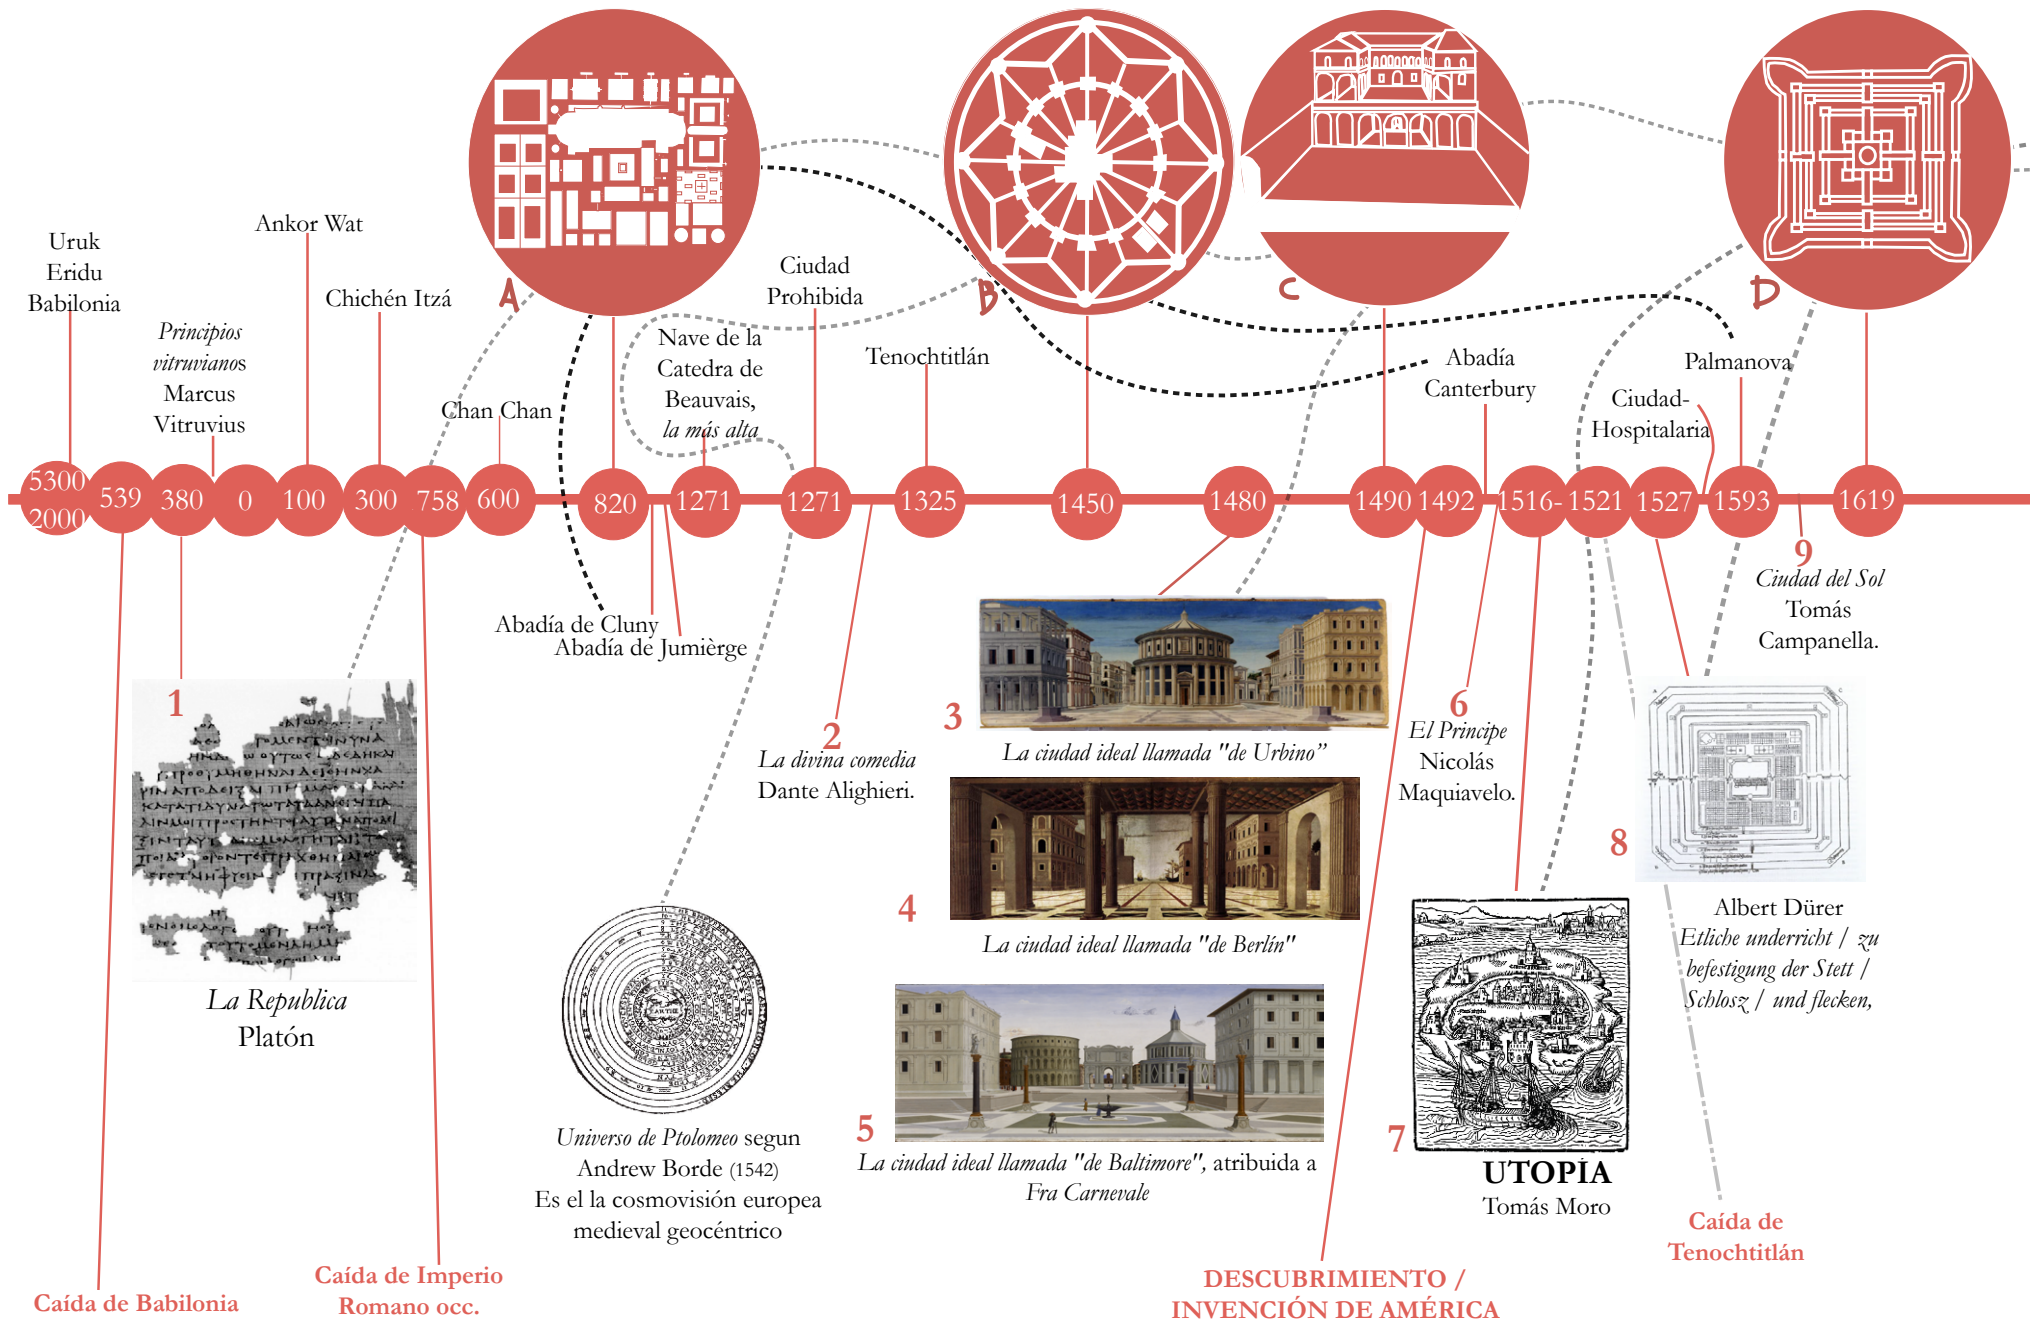 A
B
C
D
Uruk
Eridu
Babilonia
Principios
vitruvianos
Marcus
Vitruvius
Ankor Wat
Chichén Itzá
Chan Chan
Nave de la
Catedra de
Beauvais,
la más alta
Ciudad
Prohibida
Tenochtitlán
Abadía
Canterbury
Ciudad-
Hospitalaria
Palmanova
5300
2000
539
380
0
100
300
758
600
820
1271
1271
1325
1450
1480
1490
1492
1516-
1521
1527
1593
1619
Abadía de Cluny
Abadía de Jumièrge
1
La Republica
Platón
2
La divina comedia
Dante Alighieri.
3
La ciudad ideal llamada "de Urbino”
4
La ciudad ideal llamada "de Berlín"
5
La ciudad ideal llamada "de Baltimore", atribuida a
Fra Carnevale
6
El Principe
Nicolás
Maquiavelo.
7
UTOPÍA
Tomás Moro
8
Albert Dürer
Etliche underricht / zu
befestigung der Stett /
Schlosz / und flecken,
9
Ciudad del Sol
Tomás
Campanella.
EARTHE
Universo de Ptolomeo segun
Andrew Borde (1542)
Es el la cosmovisión europea
medieval geocéntrico
Caída de Babilonia
Caída de Imperio
Romano occ.
DESCUBRIMIENTO /
INVENCIÓN DE AMÉRICA
Caída de
Tenochtitlán